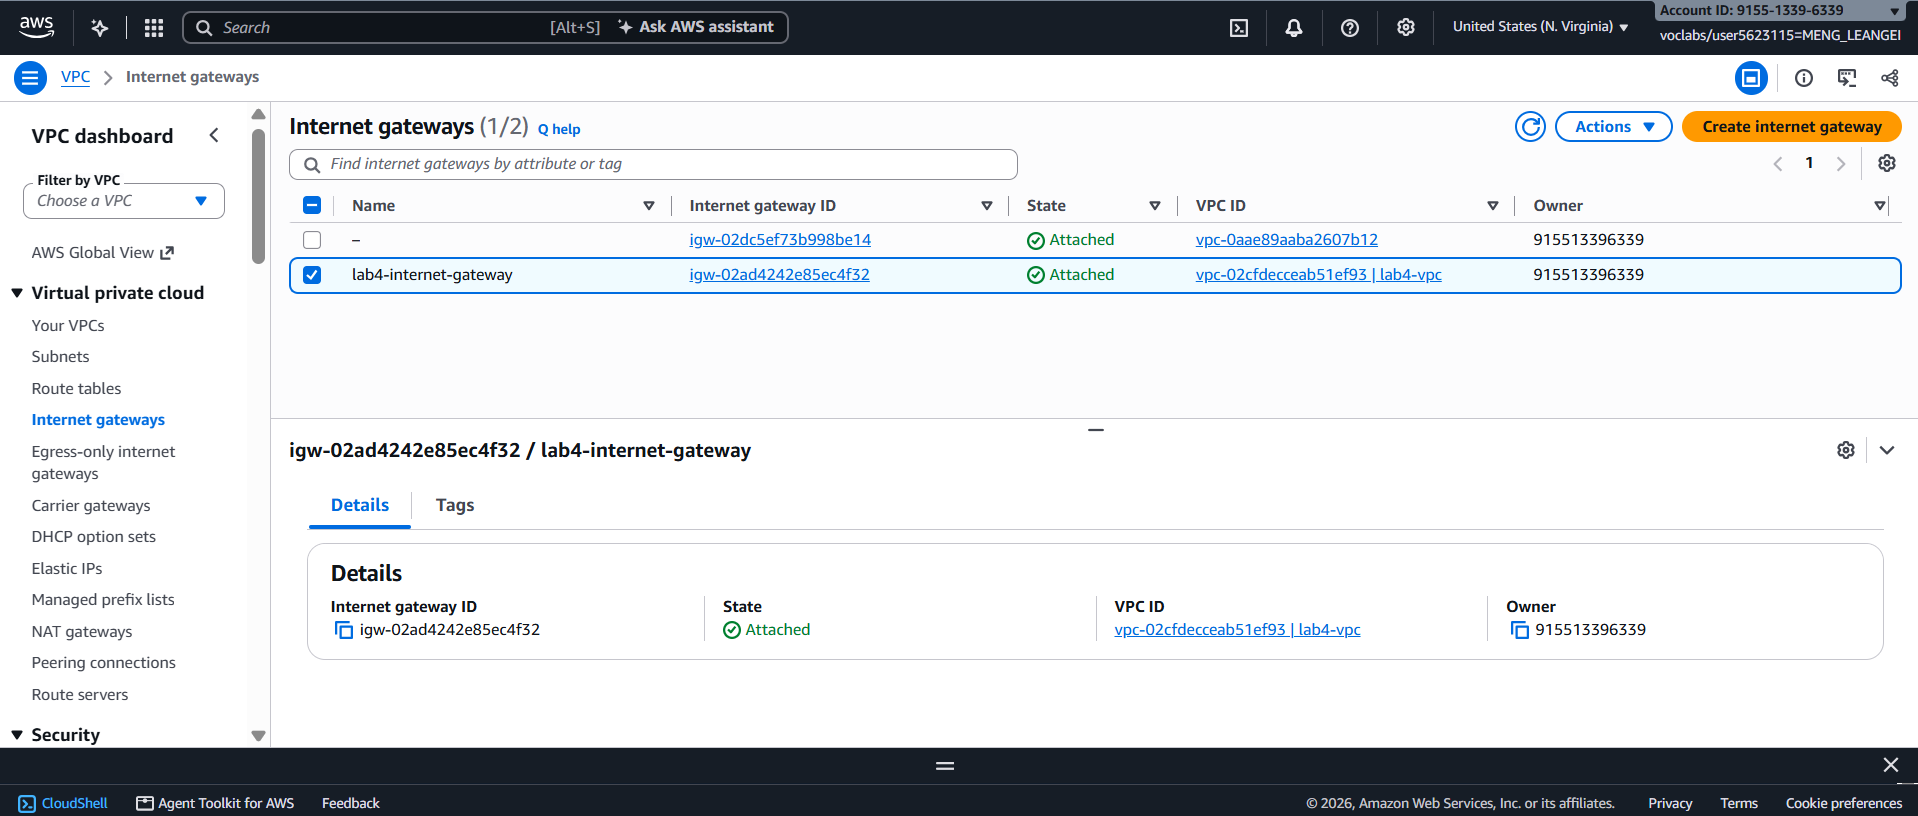 aws
Search [Alt+S] Ask AWS assistant
United States (N. Virginia)
Account ID: 9155-1339-6339
voclabs/user5623115=MENG_LEANGEI
VPC Internet gateways
VPC dashboard
Filter by VPC
Choose a VPC
AWS Global View
Virtual private cloud
Your VPCs
Subnets
Route tables
Internet gateways
Egress-only internet
gateways
Carrier gateways
DHCP option sets
Elastic IPs
Managed prefix lists
NAT gateways
Peering connections
Route servers
Security
Internet gateways (1/2) Q help
Actions
Create internet gateway
Find internet gateways by attribute or tag
1
Name Internet gateway ID State VPC ID Owner
– igw-02dc5ef73b998be14 Attached vpc-0aae89aaba2607b12 915513396339
lab4-internet-gateway igw-02ad4242e85ec4f32 Attached vpc-02cfdecceab51ef93 | lab4-vpc 915513396339
igw-02ad4242e85ec4f32 / lab4-internet-gateway
Details Tags
Details
Internet gateway ID State VPC ID Owner
igw-02ad4242e85ec4f32 Attached vpc-02cfdecceab51ef93 | lab4-vpc 915513396339
CloudShell Agent Toolkit for AWS Feedback
© 2026, Amazon Web Services, Inc. or its affiliates. Privacy Terms Cookie preferences